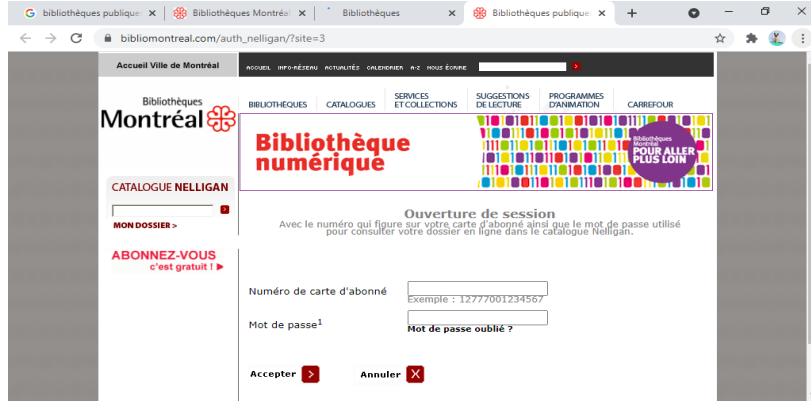 bibliothèques publique
Bibliothèques Montréal
Bibliothèques
Bibliothèques publique
bibliomontreal.com/auth_nelligan/?site=3
Accueil Ville de Montréal
ACCUEIL INFO-RÉSEAU ACTUALITÉS CALENDRIER A-Z NOUS ÉCRIRE
Bibliothèques
Montréal
BIBLIOTHÈQUES
CATALOGUES
SERVICES
ET COLLECTIONS
SUGGESTIONS
DE LECTURE
PROGRAMMES
D'ANIMATION
CARREFOUR
Bibliothèque
numérique
Bibliothèques
Montréal
POUR ALLER
PLUS LOIN
CATALOGUE NELLIGAN
MON DOSSIER >
ABONNEZ-VOUS
c'est gratuit !
Ouverture de session
Avec le numéro qui figure sur votre carte d'abonné ainsi que le mot de passe utilisé
pour consulter votre dossier en ligne dans le catalogue Nelligan.
Numéro de carte d'abonné
Exemple : 12777001234567
Mot de passe1
Mot de passe oublié ?
Accepter
Annuler